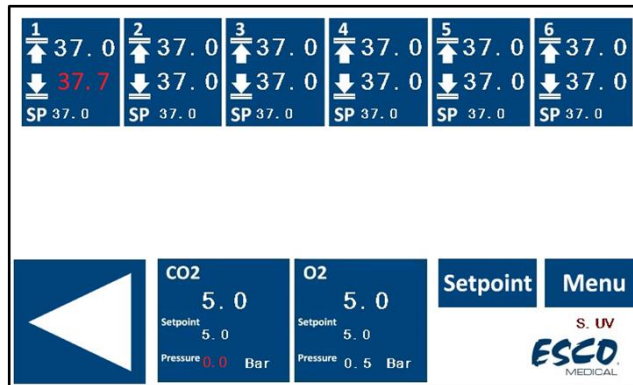 1 2 3 4 5 6
37.0 37.0 37.0 37.0 37.0 37.0
37.7 37.0 37.0 37.0 37.0 37.0
SP 37.0 SP 37.0 SP 37.0 SP 37.0 SP 37.0 SP 37.0
CO2
5.0
Setpoint
5.0
Pressure 0.0 Bar
O2
5.0
Setpoint
5.0
Pressure 0.5 Bar
Setpoint
Menu
S. UV
ESCO
MEDICAL